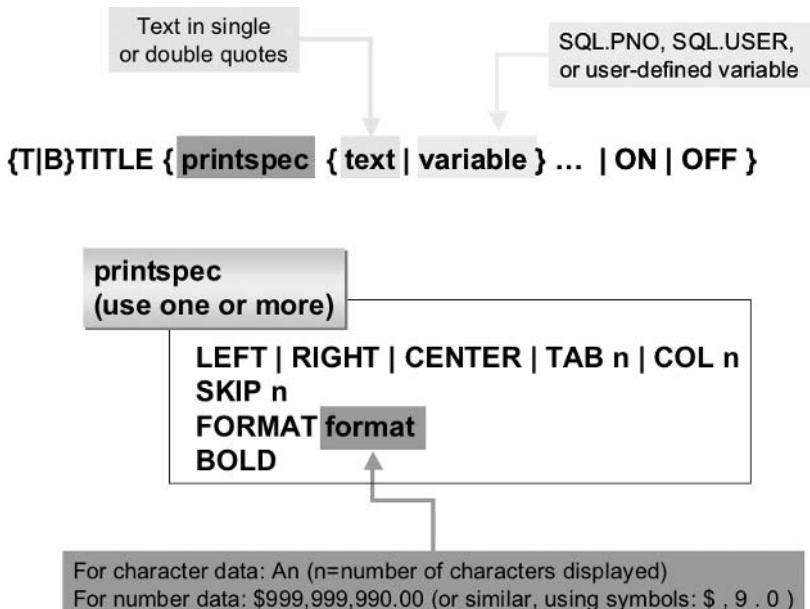 Text in single
or double quotes
SQL.PNO, SQL.USER,
or user-defined variable
{T|B}TITLE { printspec { text | variable } ... | ON | OFF }
printspec
(use one or more)
LEFT | RIGHT | CENTER | TAB n | COL n
SKIP n
FORMAT format
BOLD
For character data: An (n=number of characters displayed)
For number data: $999,999,990.00 (or similar, using symbols: $ , 9 . 0 )